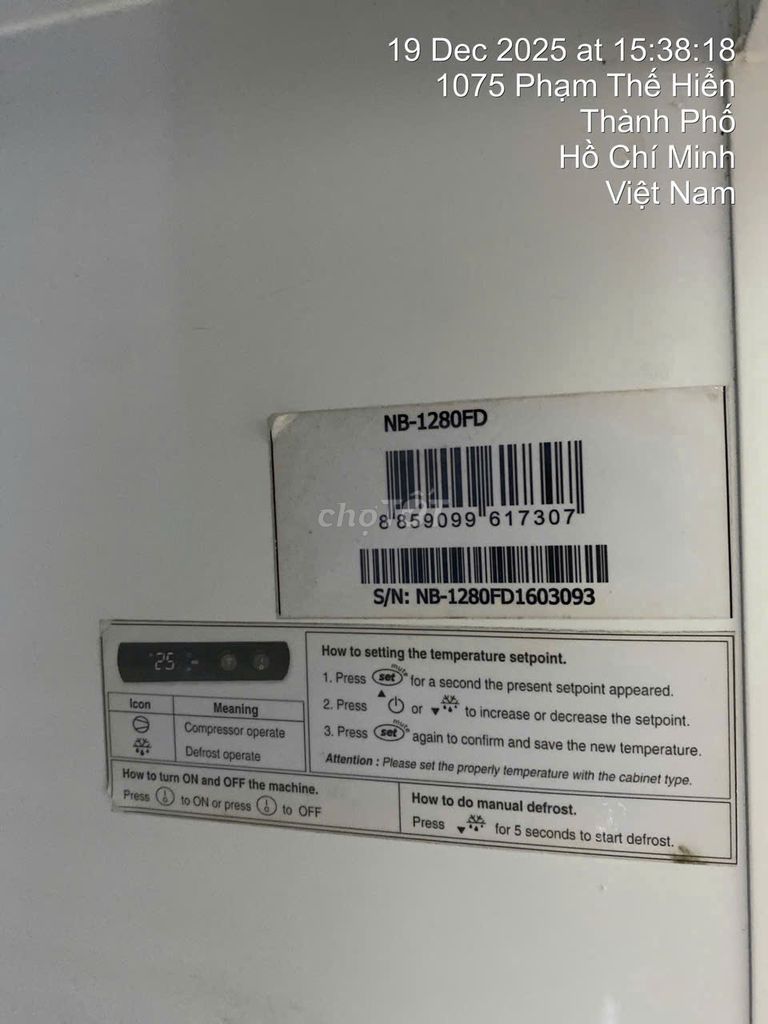 19 Dec 2025 at 15:38:18
1075 Phạm Thế Hiển
Thành Phố
Hồ Chí Minh
Việt Nam
NB-1280FD
chợTỐT
8 859099 617307
S/N: NB-1280FD1603093
25
How to setting the temperature setpoint.
1. Press set mute for a second the present setpoint appeared.
2. Press or to increase or decrease the setpoint.
3. Press set mute again to confirm and save the new temperature.
Attention : Please set the properly temperature with the cabinet type.
Icon Meaning
Compressor operate
Defrost operate
How to turn ON and OFF the machine.
Press to ON or press to OFF
How to do manual defrost.
Press for 5 seconds to start defrost.